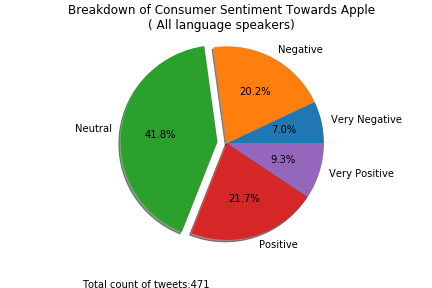 Breakdown of Consumer Sentiment Towards Apple
( All language speakers)
Negative
20.2%
Very Negative
7.0%
Neutral
41.8%
9.3%
Very Positive
21.7%
Positive
Total count of tweets:471